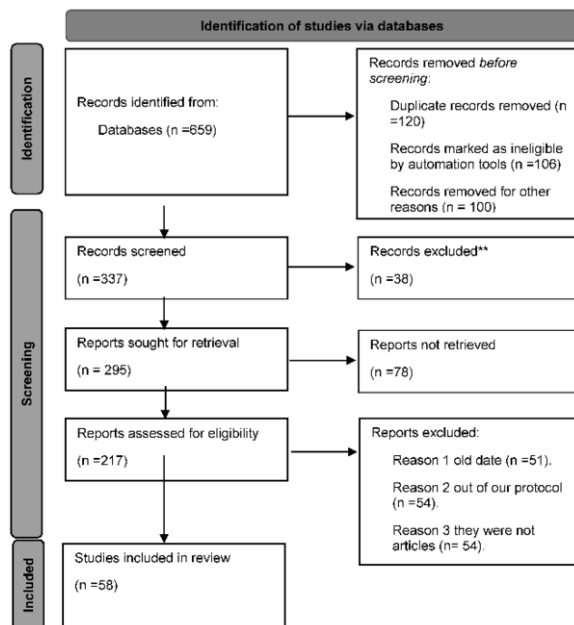 Identification of studies via databases
Identification
Records identified from:
Databases (n =659)
Records removed before
screening:
Duplicate records removed (n
=120)
Records marked as ineligible
by automation tools (n =106)
Records removed for other
reasons (n = 100)
Screening
Records screened
(n =337)
Records excluded**
(n =38)
Reports sought for retrieval
(n = 295)
Reports not retrieved
(n =78)
Reports assessed for eligibility
(n =217)
Reports excluded:
Reason 1 old date (n =51).
Reason 2 out of our protocol
(n =54).
Reason 3 they were not
articles (n= 54).
Included
Studies included in review
(n =58)